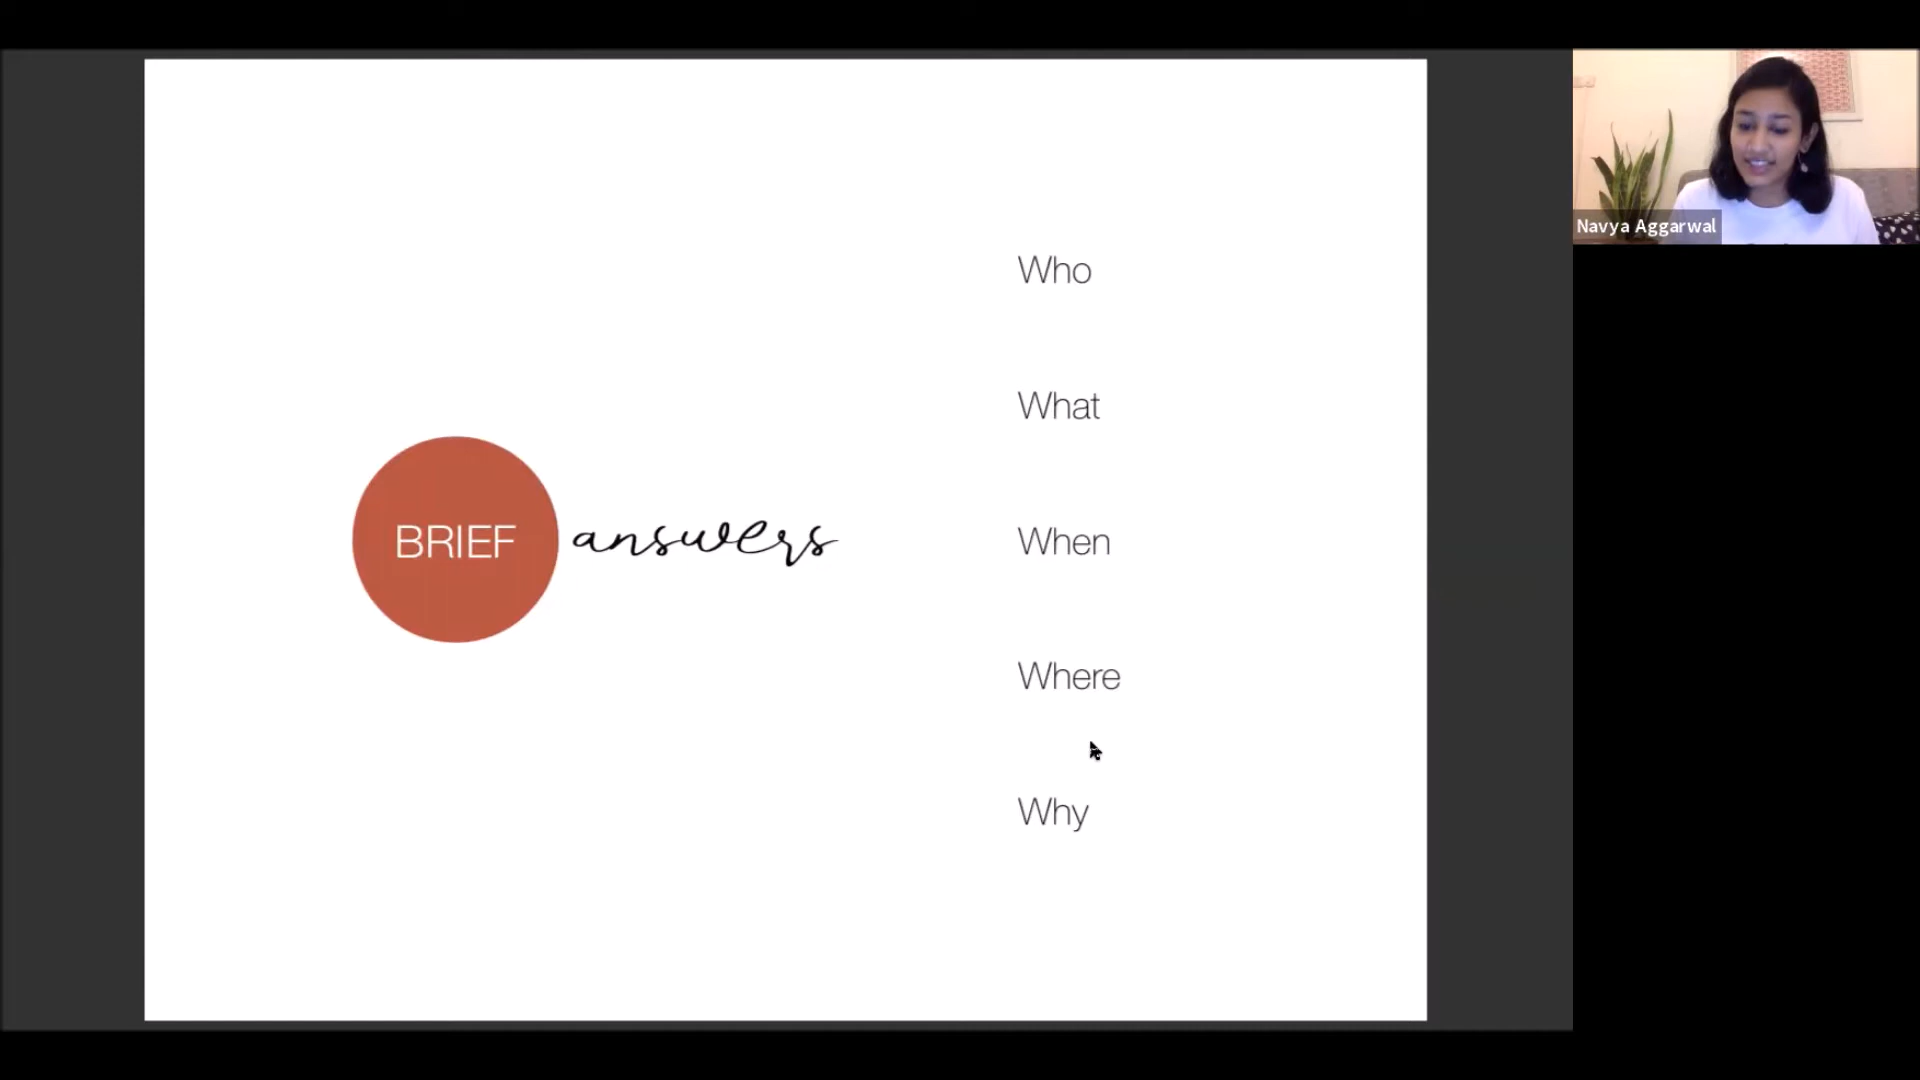 BRIEF answers
Who
What
When
Where
Why
Navya Aggarwal